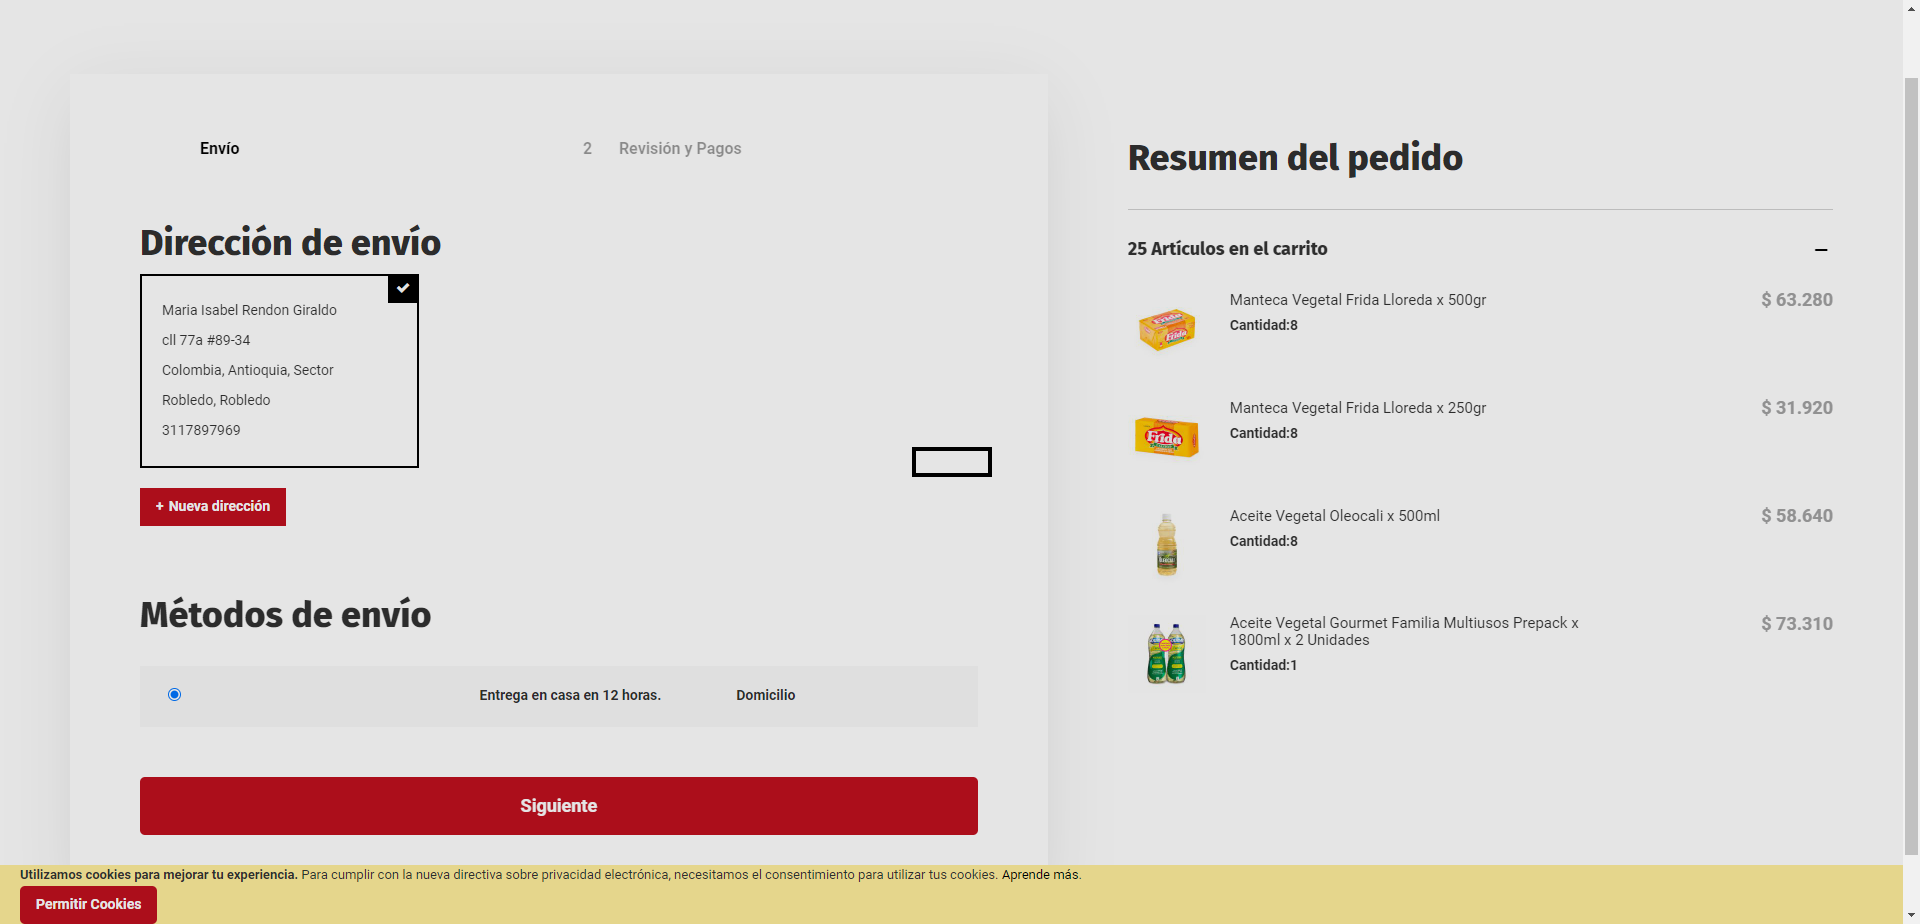 Envío
2 Revisión y Pagos
Dirección de envío
Maria Isabel Rendon Giraldo
cll 77a #89-34
Colombia, Antioquia, Sector
Robledo, Robledo
3117897969
+ Nueva dirección
Métodos de envío
Entrega en casa en 12 horas. Domicilio
Siguiente
Resumen del pedido
25 Artículos en el carrito
Manteca Vegetal Frida Lloreda x 500gr $ 63.280
Cantidad:8
Frida
Manteca Vegetal Frida Lloreda x 250gr $ 31.920
Cantidad:8
Frida
Aceite Vegetal Oleocali x 500ml $ 58.640
Cantidad:8
Aceite Vegetal Gourmet Familia Multiusos Prepack x $ 73.310
1800ml x 2 Unidades
Cantidad:1
Utilizamos cookies para mejorar tu experiencia. Para cumplir con la nueva directiva sobre privacidad electrónica, necesitamos el consentimiento para utilizar tus cookies. Aprende más.
Permitir Cookies